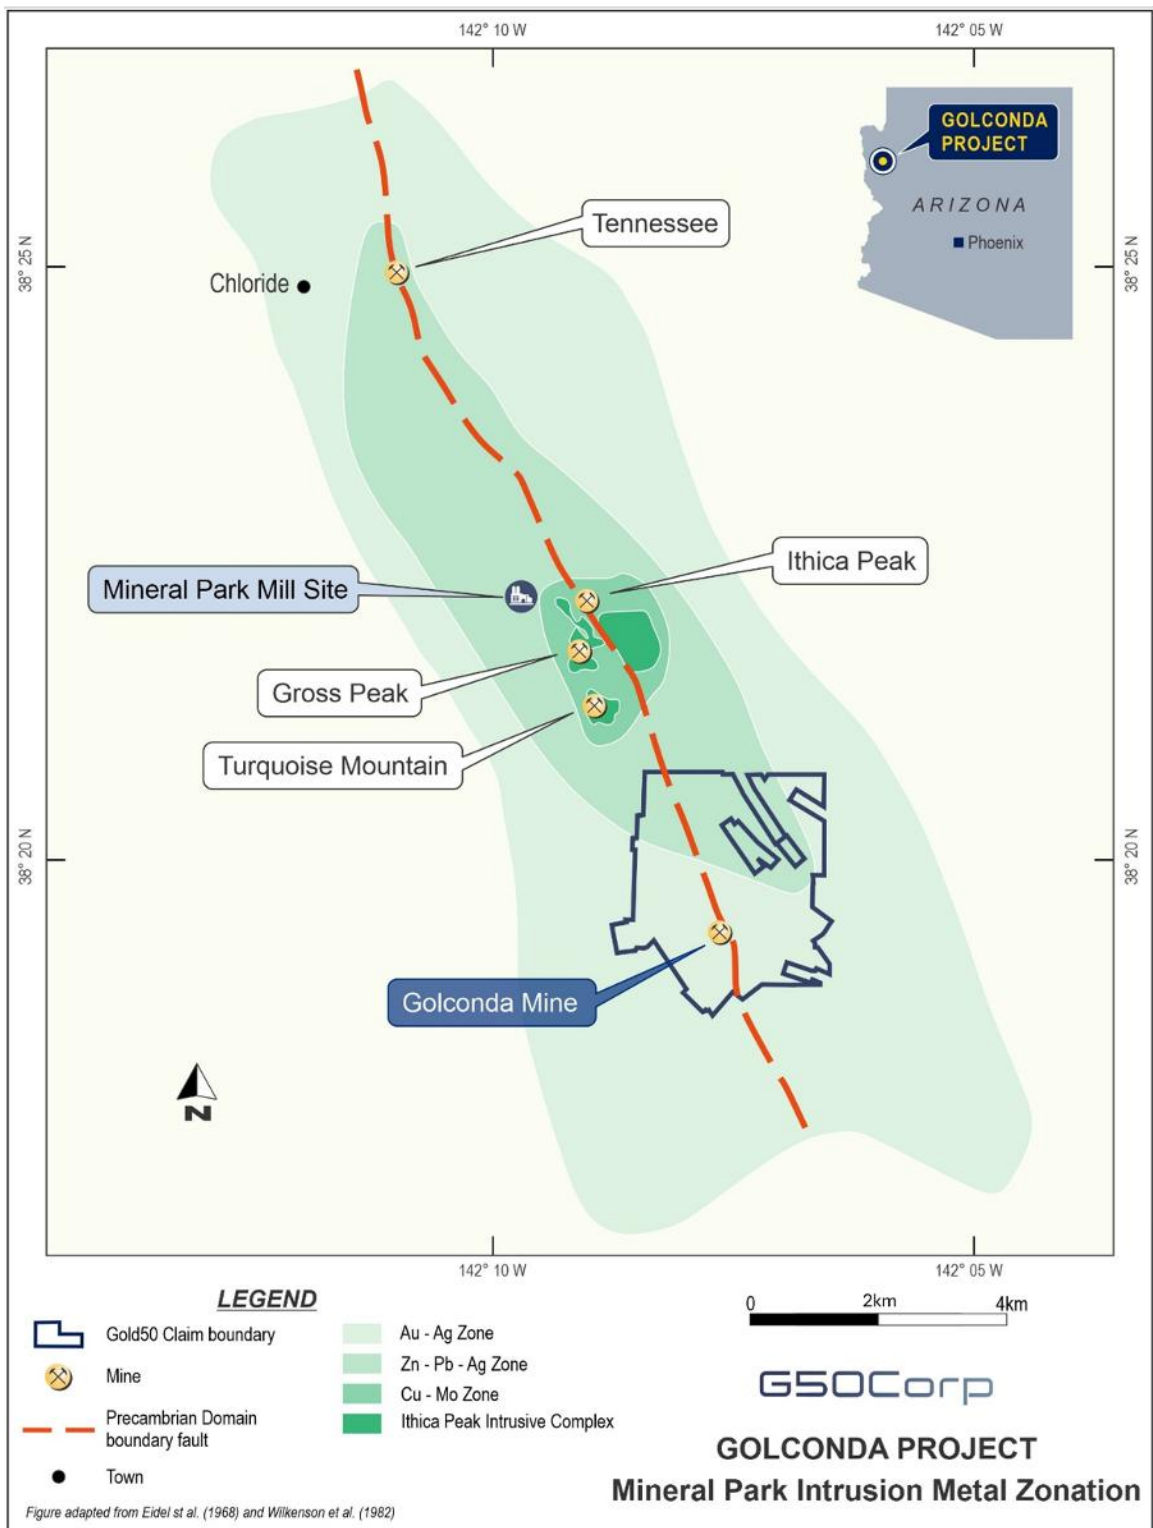 142° 10 W
142° 05 W
GOLCONDA
PROJECT
ARIZONA
Phoenix
Tennessee
38° 25 N
38° 25 N
Chloride
Ithica Peak
Mineral Park Mill Site
Gross Peak
Turquoise Mountain
38° 20 N
38° 20 N
Golconda Mine
N
142° 10 W
142° 05 W
LEGEND
Gold50 Claim boundary
Mine
Precambrian Domain
boundary fault
Town
Au - Ag Zone
Zn - Pb - Ag Zone
Cu - Mo Zone
Ithica Peak Intrusive Complex
0 2km 4km
G50Corp
GOLCONDA PROJECT
Mineral Park Intrusion Metal Zonation
Figure adapted from Eidel st al. (1968) and Wilkenson et al. (1982)